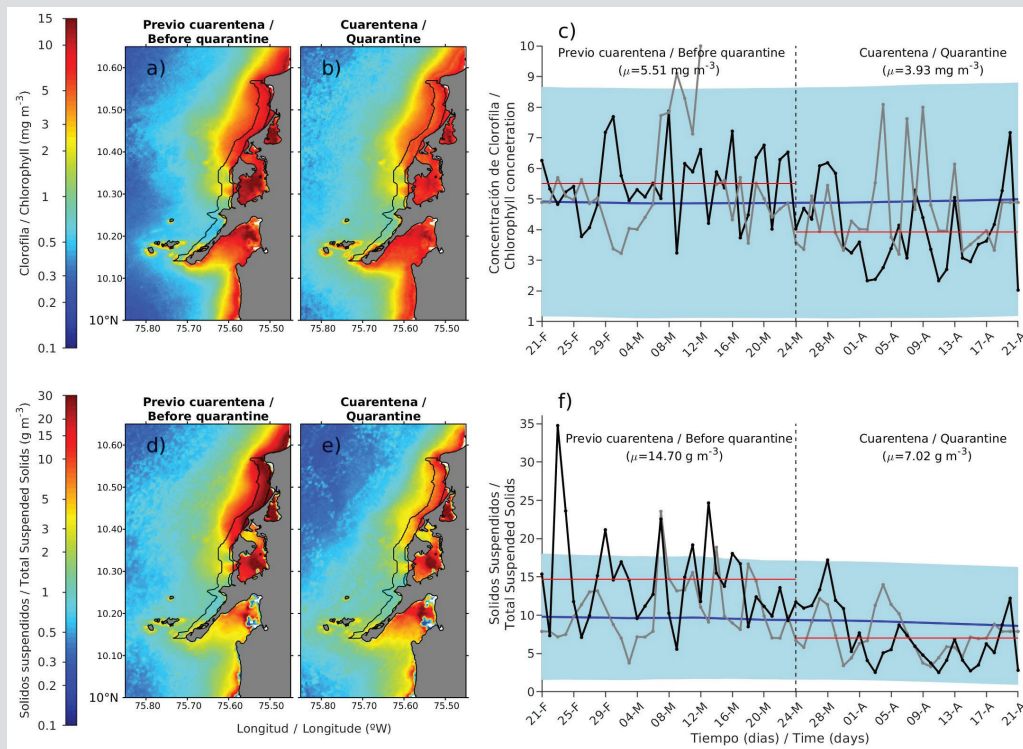 Previo cuarentena /
Before quarantine
Cuarentena /
Quarantine
Clorofila / Chlorophyll (mg m⁻³)
15
10
5
3
2
1
0.5
0.3
0.2
0.1
a)
b)
10.60
10.50
10.40
10.30
10.20
10.10
10°N
75.80
75.70
75.60
75.50
75.80
75.70
75.60
75.50
c)
Previo cuarentena / Before quarantine
(μ=5.51 mg m⁻³)
Cuarentena / Quarantine
(μ=3.93 mg m⁻³)
Concentración de Clorofila /
Chlorophyll concnetration
10
9
8
7
6
5
4
3
2
1
21-F
25-F
29-F
04-M
08-M
12-M
16-M
20-M
24-M
28-M
01-A
05-A
09-A
13-A
17-A
21-A
Previo cuarentena /
Before quarantine
Cuarentena /
Quarantine
Solidos suspendidos / Total Suspended Solids (g m⁻³)
30
20
15
10
5
3
2
1
0.5
0.3
0.2
0.1
d)
e)
10.60
10.50
10.40
10.30
10.20
10.10
10°N
75.80
75.70
75.60
75.50
75.80
75.70
75.60
75.50
Longitud / Longitude (ºW)
f)
Previo cuarentena / Before quarantine
(μ=14.70 g m⁻³)
Cuarentena / Quarantine
(μ=7.02 g m⁻³)
Solidos Suspendidos /
Total Suspended Solids
35
30
25
20
15
10
5
0
21-F
25-F
29-F
04-M
08-M
12-M
16-M
20-M
24-M
28-M
01-A
05-A
09-A
13-A
17-A
21-A
Tiempo (dias) / Time (days)